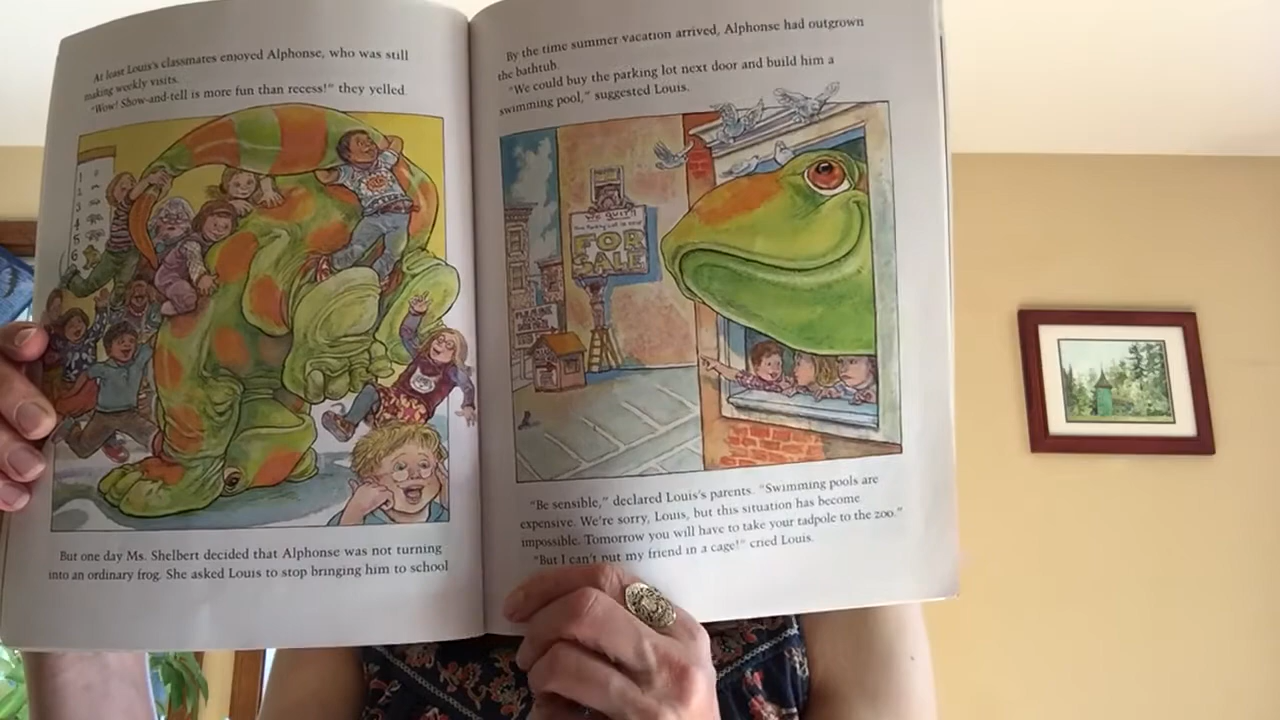 At least Louis's classmates enjoyed Alphonse, who was still
making weekly visits.
"Wow! Show-and-tell is more fun than recess!" they yelled.
1
2
3
4
5
6
But one day Ms. Shelbert decided that Alphonse was not turning
into an ordinary frog. She asked Louis to stop bringing him to school
By the time summer vacation arrived, Alphonse had outgrown
the bathtub.
"We could buy the parking lot next door and build him a
swimming pool," suggested Louis.
WE QUIT!
FOR
SALE
"Be sensible," declared Louis's parents. "Swimming pools are
expensive. We're sorry, Louis, but this situation has become
impossible. Tomorrow you will have to take your tadpole to the zoo."
"But I can't put my friend in a cage!" cried Louis.